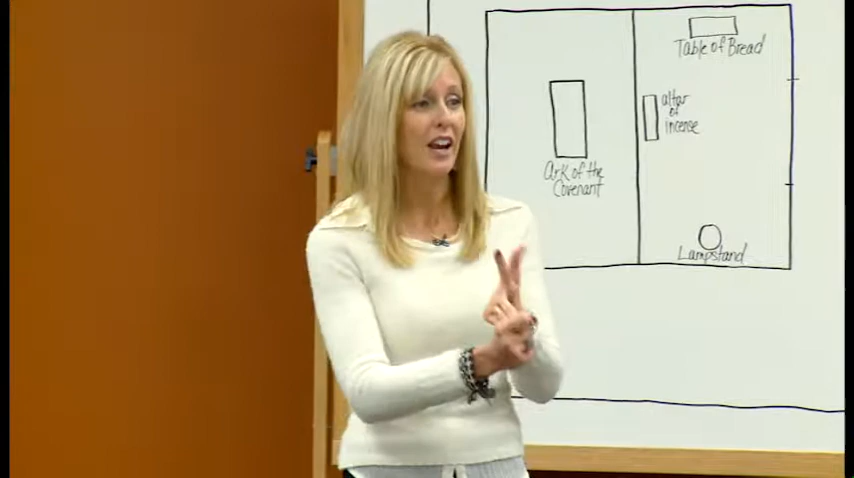 Table of Bread
altar
of
incense
Ark of the
Covenant
Lampstand